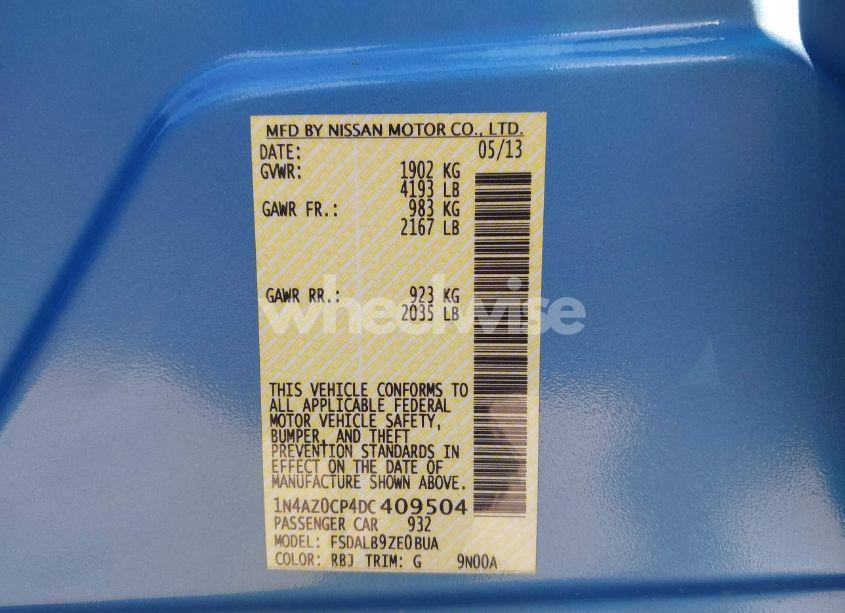 MFD BY NISSAN MOTOR CO., LTD.
DATE: 05/13
GVWR: 1902 KG
4193 LB
GAWR FR.: 983 KG
2167 LB
GAWR RR.: 923 KG
2035 LB
wheelwise
THIS VEHICLE CONFORMS TO
ALL APPLICABLE FEDERAL
MOTOR VEHICLE SAFETY,
BUMPER, AND THEFT
PREVENTION STANDARDS IN
EFFECT ON THE DATE OF
MANUFACTURE SHOWN ABOVE.
1N4AZ0CP4DC409504
PASSENGER CAR 932
MODEL: FSDALB9ZE0BUA
COLOR: RBJ TRIM: G 9N00A